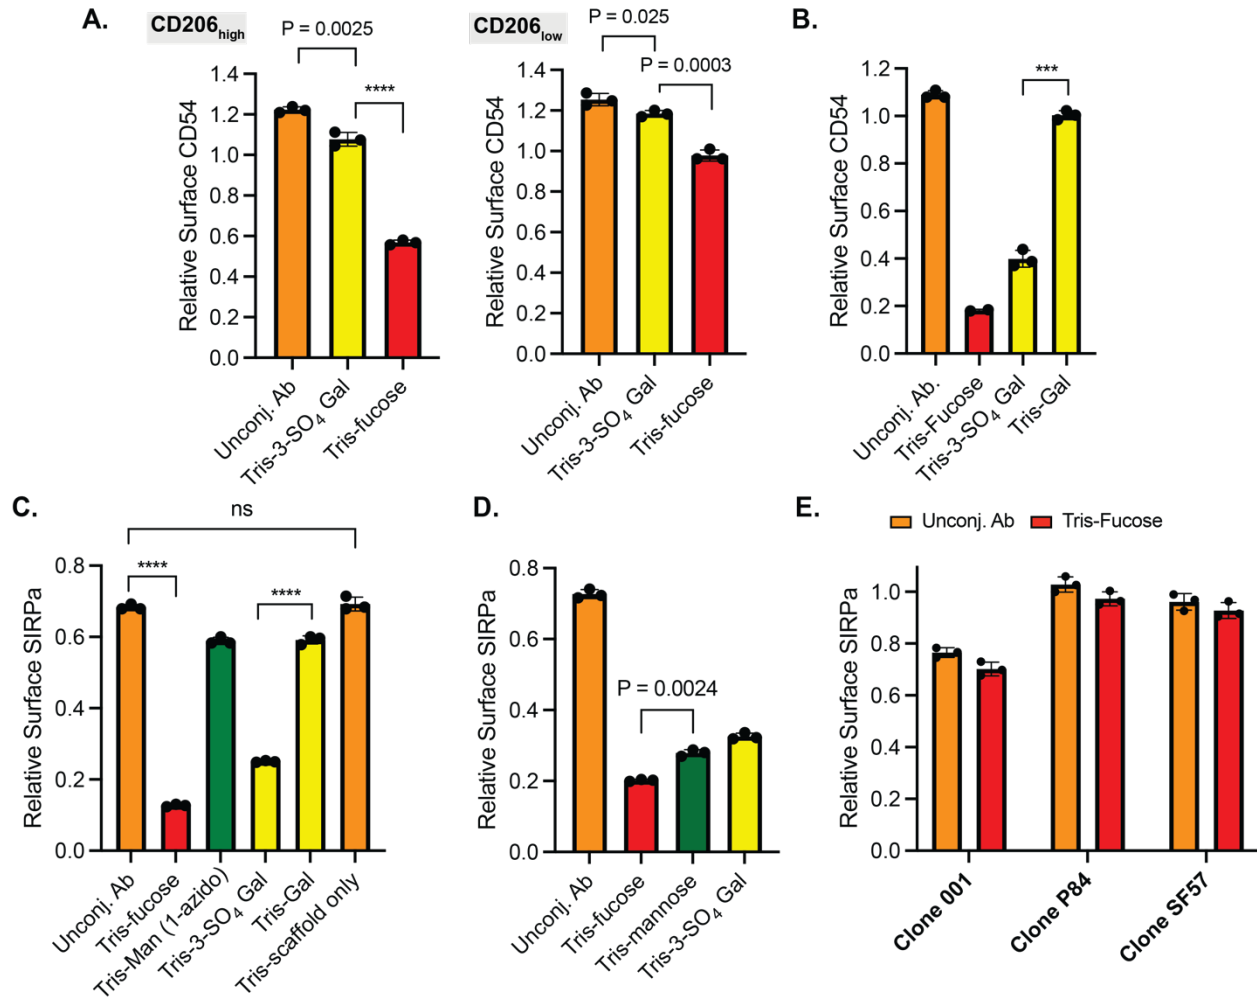 A.
CD206high
P = 0.0025
****
Relative Surface CD54
1.4
1.2
1.0
0.8
0.6
0.4
0.2
0.0
Unconj. Ab
Tris-3-SO4 Gal
Tris-fucose
CD206low
P = 0.025
P = 0.0003
Relative Surface CD54
1.4
1.2
1.0
0.8
0.6
0.4
0.2
0.0
Unconj. Ab
Tris-3-SO4 Gal
Tris-fucose
B.
***
Relative Surface CD54
1.2
1.0
0.8
0.6
0.4
0.2
0.0
Unconj. Ab.
Tris-Fucose
Tris-3-SO4 Gal
Tris-Gal
C.
ns
****
****
Relative Surface SIRPa
0.8
0.6
0.4
0.2
0.0
Unconj. Ab
Tris-fucose
Tris-Man (1-azido)
Tris-3-SO4 Gal
Tris-Gal
Tris-scaffold only
D.
P = 0.0024
Relative Surface SIRPa
0.8
0.6
0.4
0.2
0.0
Unconj. Ab
Tris-fucose
Tris-mannose
Tris-3-SO4 Gal
E.
Unconj. Ab
Tris-Fucose
Relative Surface SIRPa
1.0
0.8
0.6
0.4
0.2
0.0
Clone 001
Clone P84
Clone SF57